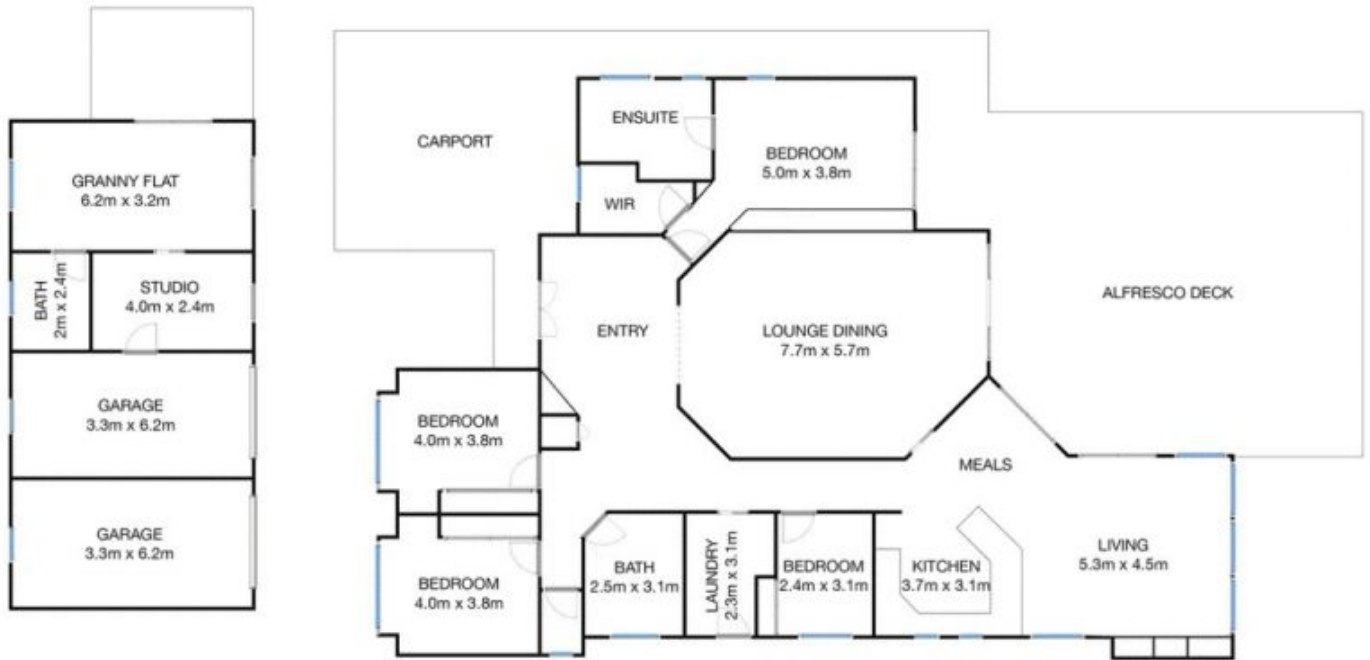 GRANNY FLAT
6.2m x 3.2m
BATH
2m x 2.4m
STUDIO
4.0m x 2.4m
GARAGE
3.3m x 6.2m
GARAGE
3.3m x 6.2m
CARPORT
ENSUITE
BEDROOM
5.0m x 3.8m
WIR
ENTRY
LOUNGE DINING
7.7m x 5.7m
ALFRESCO DECK
BEDROOM
4.0m x 3.8m
MEALS
BEDROOM
4.0m x 3.8m
BATH
2.5m x 3.1m
LAUNDRY
2.3m x 3.1m
BEDROOM
2.4m x 3.1m
KITCHEN
3.7m x 3.1m
LIVING
5.3m x 4.5m